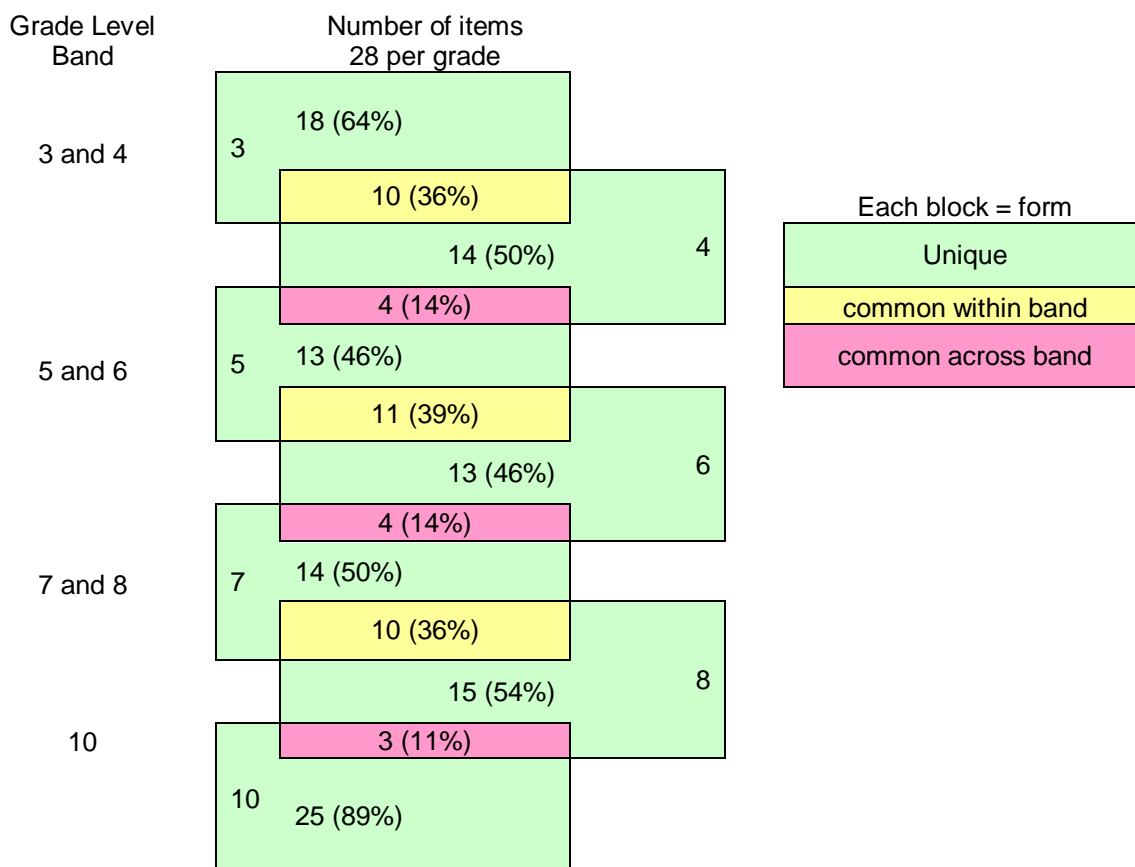 Grade Level
Band
Number of items
28 per grade
18 (64%)
3
3 and 4
10 (36%)
Each block = form
14 (50%)
4
Unique
4 (14%)
common within band
13 (46%)
5
5 and 6
common across band
11 (39%)
13 (46%)
6
4 (14%)
14 (50%)
7
7 and 8
10 (36%)
15 (54%)
8
10
3 (11%)
10
25 (89%)